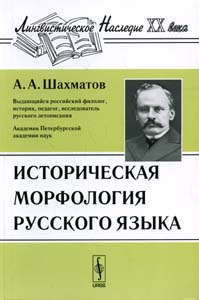 Лингвистическое Наследие XX века
А. А. Шахматов
Выдающийся российский филолог,
историк, педагог, исследователь
русского летописания
Академик Петербургской
академии наук
ИСТОРИЧЕСКАЯ
МОРФОЛОГИЯ
РУССКОГО ЯЗЫКА
URSS